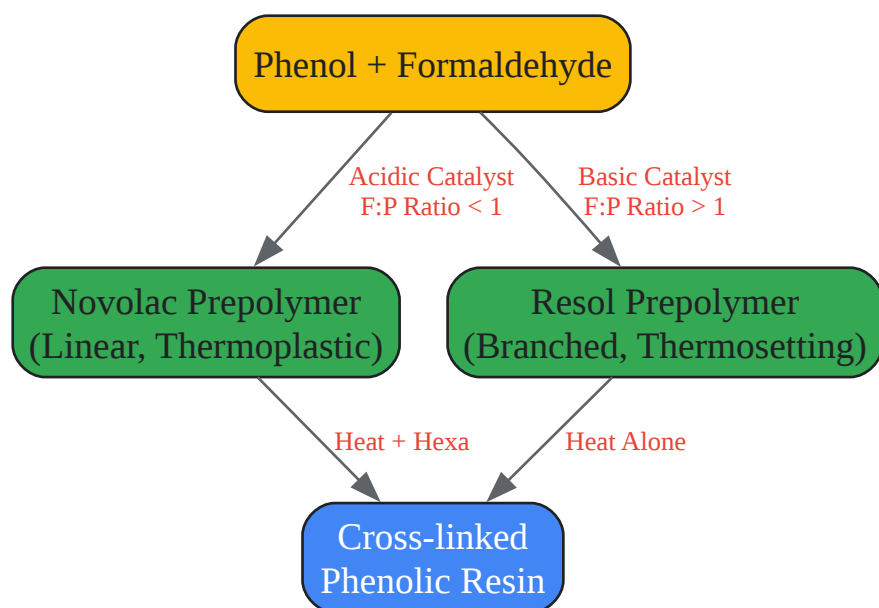 Phenol + Formaldehyde
Acidic Catalyst
F:P Ratio < 1
Basic Catalyst
F:P Ratio > 1
Novolac Prepolymer
(Linear, Thermoplastic)
Resol Prepolymer
(Branched, Thermosetting)
Heat + Hexa
Heat Alone
Cross-linked
Phenolic Resin